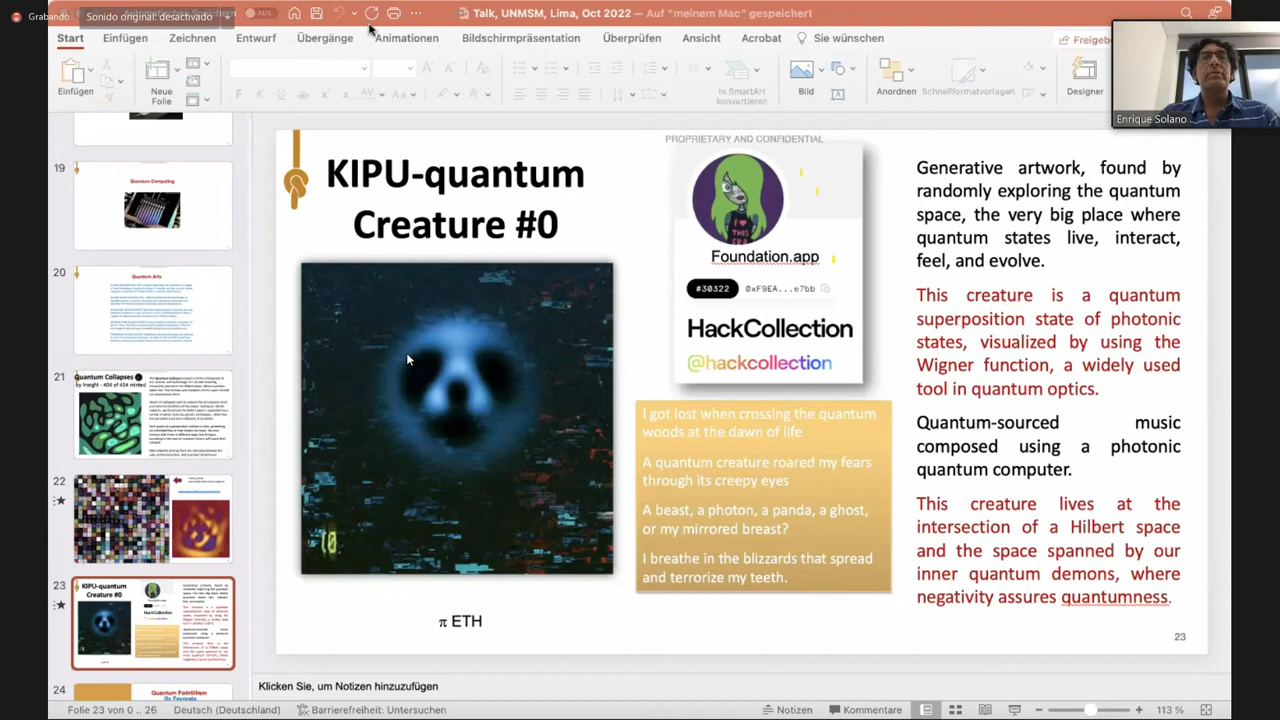 Grabando
Sonido original: desactivado
Talk, UNMSM, Lima, Oct 2022 — Auf "meinem Mac" gespeichert
Start Einfügen Zeichnen Entwurf Übergänge Animationen Bildschirmpräsentation Überprüfen Ansicht Acrobat Sie wünschen
Einfügen
Neue
Folie
In SmartArt
konvertieren
Bild
Anordnen
Schnellformatvorlagen
Designer
Enrique Solano
19
Quantum Computing
20
Quantum Arts
21
Quantum Collapses
by Insight - 404 of 424 minted
22
23
KIPU-quantum
Creature #0
24
Quantum Pointillism
PROPRIETARY AND CONFIDENTIAL
KIPU-quantum
Creature #0
π ETH
Foundation.app
#30322 0xF9EA...e7bb
HackCollection
@hackcollection
I got lost when crossing the quantum
woods at the dawn of life
A quantum creature roared my fears
through its creepy eyes
A beast, a photon, a panda, a ghost,
or my mirrored breast?
I breathe in the blizzards that spread
and terrorize my teeth.
Generative artwork, found by
randomly exploring the quantum
space, the very big place where
quantum states live, interact,
feel, and evolve.
This creature is a quantum
superposition state of photonic
states, visualized by using the
Wigner function, a widely used
tool in quantum optics.
Quantum-sourced music
composed using a photonic
quantum computer.
This creature lives at the
intersection of a Hilbert space
and the space spanned by our
inner quantum demons, where
negativity assures quantumness.
23
Klicken Sie, um Notizen hinzuzufügen
Folie 23 von 0 .. 26 Deutsch (Deutschland) Barrierefreiheit: Untersuchen Notizen Kommentare 113 %